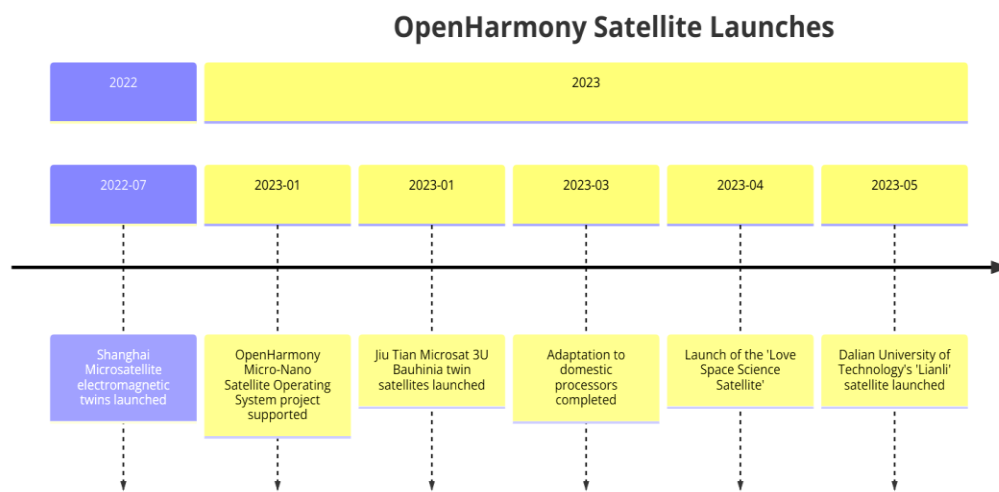 OpenHarmony Satellite Launches
2022
2023
2022-07
2023-01
2023-01
2023-03
2023-04
2023-05
Shanghai
Microsatellite
electromagnetic
twins launched
OpenHarmony
Micro-Nano
Satellite Operating
System project
supported
Jiu Tian Microsat 3U
Bauhinia twin
satellites launched
Adaptation to
domestic
processors
completed
Launch of the 'Love
Space Science
Satellite'
Dalian University of
Technology's 'Lianli'
satellite launched